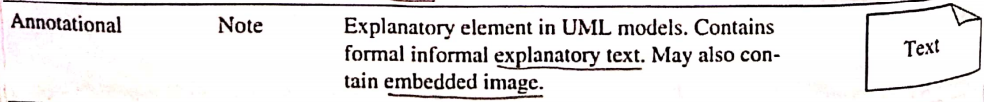 Annotational Note Explanatory element in UML models. Contains
formal informal explanatory text. May also con-
tain embedded image.
Text